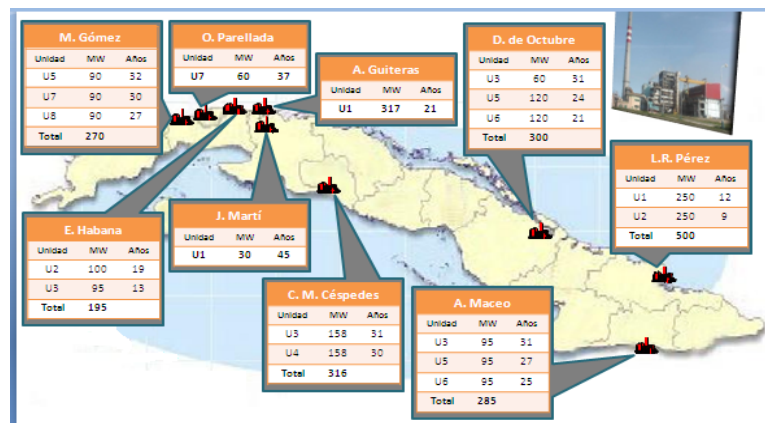 M. Gómez
Unidad MW Años
U5 90 32
U7 90 30
U8 90 27
Total 270
O. Parellada
Unidad MW Años
U7 60 37
A. Guiteras
Unidad MW Años
U1 317 21
D. de Octubre
Unidad MW Años
U3 60 31
U5 120 24
U6 120 21
Total 300
L.R. Pérez
Unidad MW Años
U1 250 12
U2 250 9
Total 500
E. Habana
Unidad MW Años
U2 100 19
U3 95 13
Total 195
J. Martí
Unidad MW Años
U1 30 45
C. M. Céspedes
Unidad MW Años
U3 158 31
U4 158 30
Total 316
A. Maceo
Unidad MW Años
U3 95 31
U5 95 27
U6 95 25
Total 285